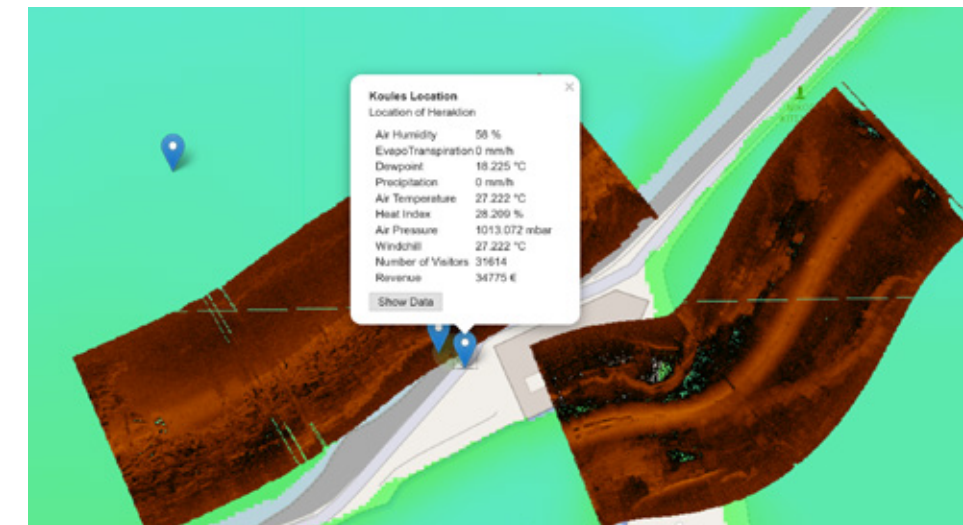 Koules Location
×
Location of Heraklion
Air Humidity 58 %
EvapoTranspiration 0 mm/h
Dewpoint 18.225 °C
Precipitation 0 mm/h
Air Temperature 27.222 °C
Heat Index 28.209 %
Air Pressure 1013.072 mbar
Windchill 27.222 °C
Number of Visitors 31614
Revenue 34775 €
Show Data